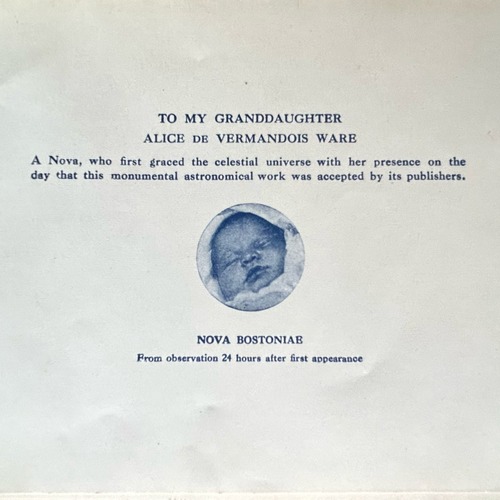 TO MY GRANDDAUGHTER
ALICE DE VERMANDOIS WARE
A Nova, who first graced the celestial universe with her presence on the
day that this monumental astronomical work was accepted by its publishers.
NOVA BOSTONIAE
From observation 24 hours after first appearance